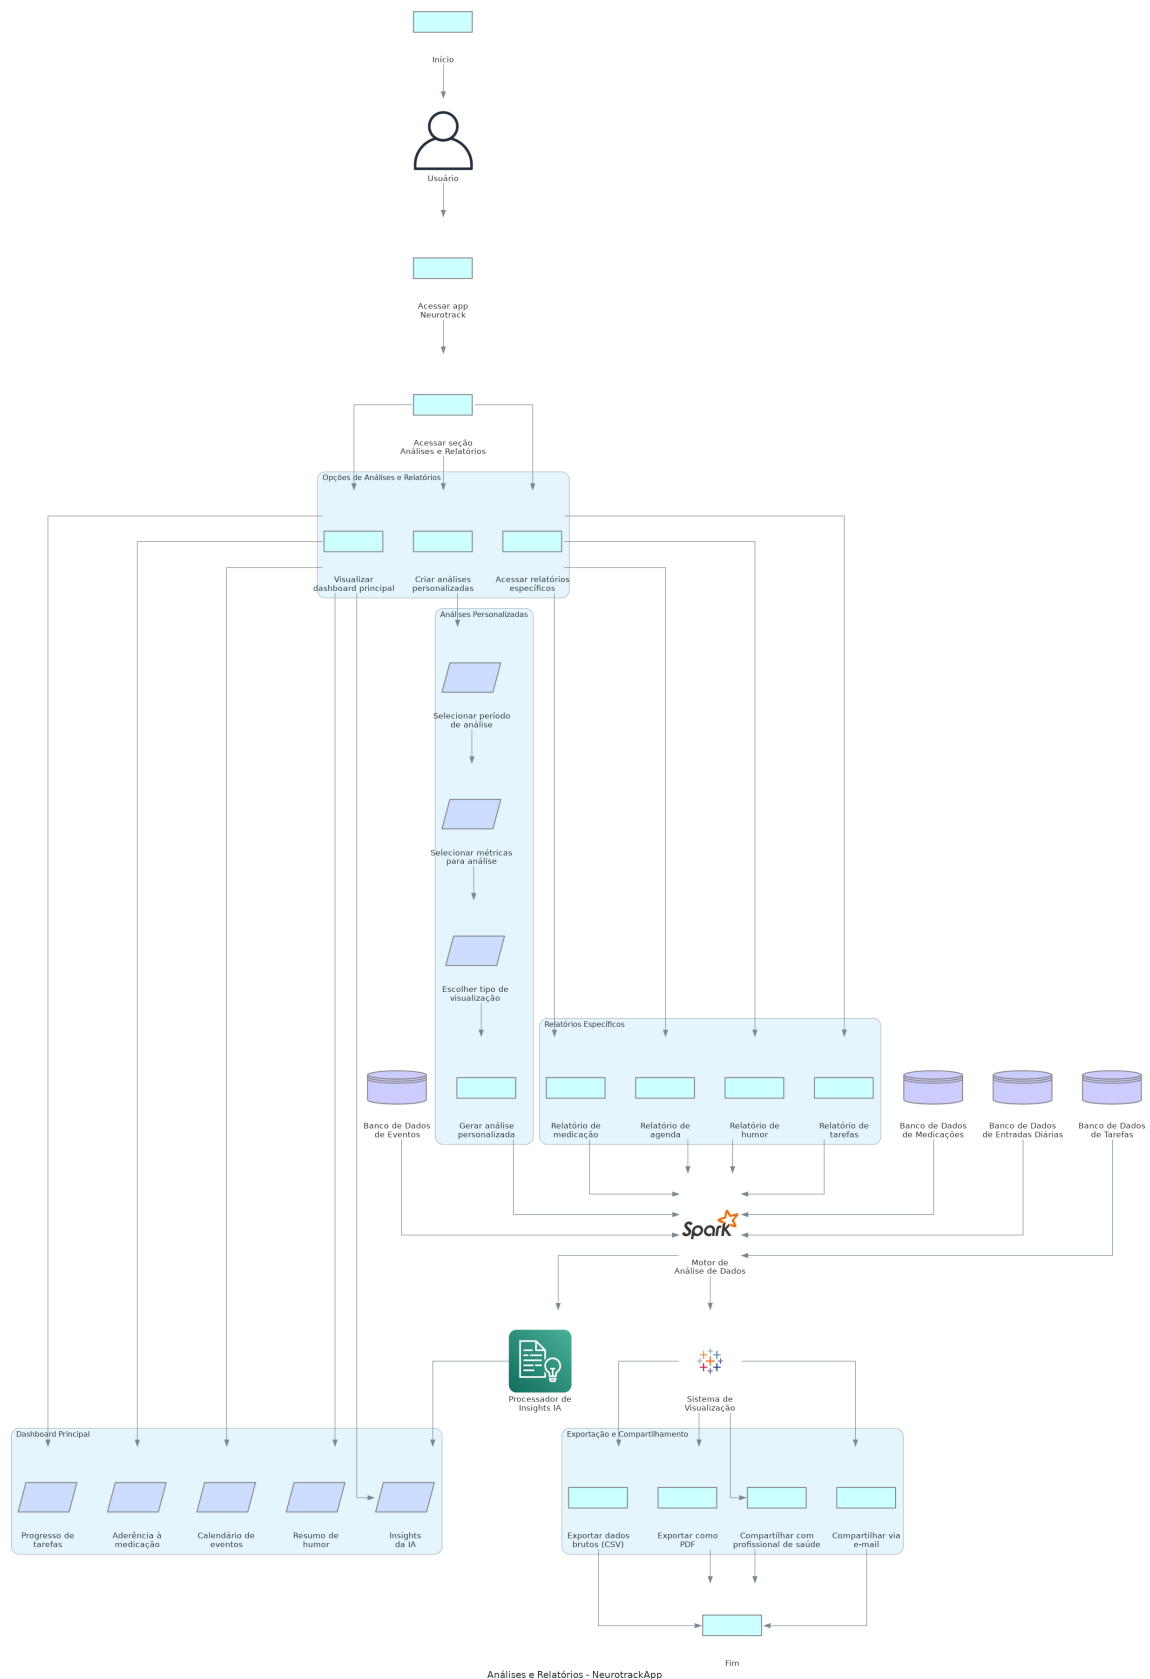 Início
Usuário
Acessar app
Neurotrack
Acessar seção
Análises e Relatórios
Opções de Análises e Relatórios
Visualizar
dashboard principal
Criar análises
personalizadas
Acessar relatórios
específicos
Análises Personalizadas
Selecionar período
de análise
Selecionar métricas
para análise
Escolher tipo de
visualização
Relatórios Específicos
Banco de Dados
de Eventos
Gerar análise
personalizada
Relatório de
medicação
Relatório de
agenda
Relatório de
humor
Relatório de
tarefas
Banco de Dados
de Medicações
Banco de Dados
de Entradas Diárias
Banco de Dados
de Tarefas
Spark
Motor de
Análise de Dados
Processador de
Insights IA
Sistema de
Visualização
Dashboard Principal
Progresso de
tarefas
Aderência à
medicação
Calendário de
eventos
Resumo de
humor
Insights
da IA
Exportação e Compartilhamento
Exportar dados
brutos (CSV)
Exportar como
PDF
Compartilhar com
profissional de saúde
Compartilhar via
e-mail
Fim
Análises e Relatórios - NeurotrackApp